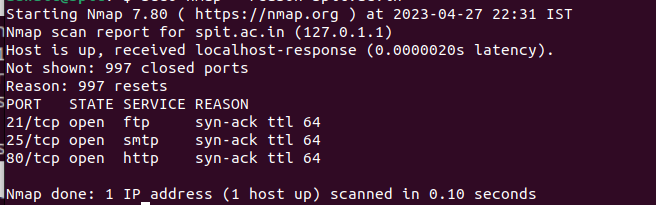 Starting Nmap 7.80 ( https://nmap.org ) at 2023-04-27 22:31 IST
Nmap scan report for spit.ac.in (127.0.1.1)
Host is up, received localhost-response (0.0000020s latency).
Not shown: 997 closed ports
Reason: 997 resets
PORT   STATE SERVICE REASON
21/tcp open  ftp     syn-ack ttl 64
25/tcp open  smtp    syn-ack ttl 64
80/tcp open  http    syn-ack ttl 64
Nmap done: 1 IP address (1 host up) scanned in 0.10 seconds